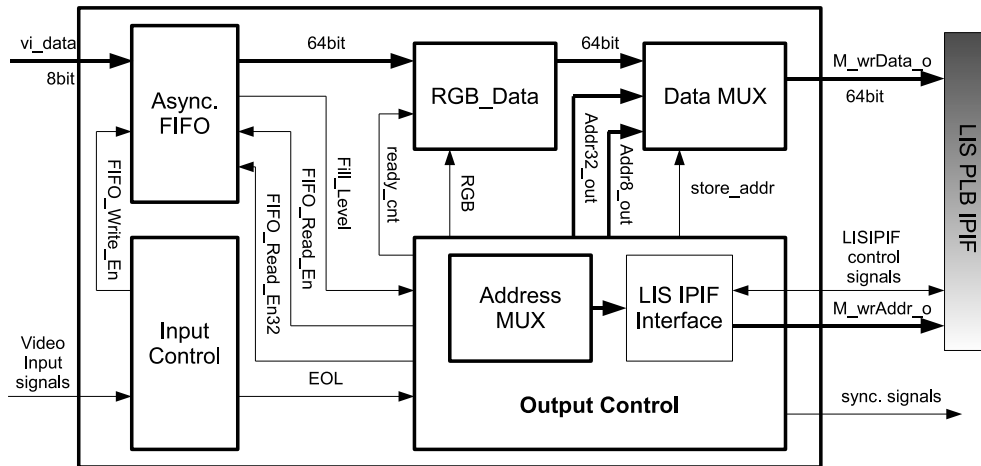 vi_data
8bit
64bit
64bit
M_wrData_o
64bit
Async.
FIFO
RGB_Data
Data MUX
FIFO_Write_En
FIFO_Read_En32
FIFO_Read_En
Fill_Level
ready_cnt
RGB
Addr32_out
Addr8_out
store_addr
LIS PLB IPIF
LISIPIF
control
signals
M_wrAddr_o
Input
Control
Address
MUX
LIS IPIF
Interface
Video
Input
signals
EOL
Output Control
sync. signals